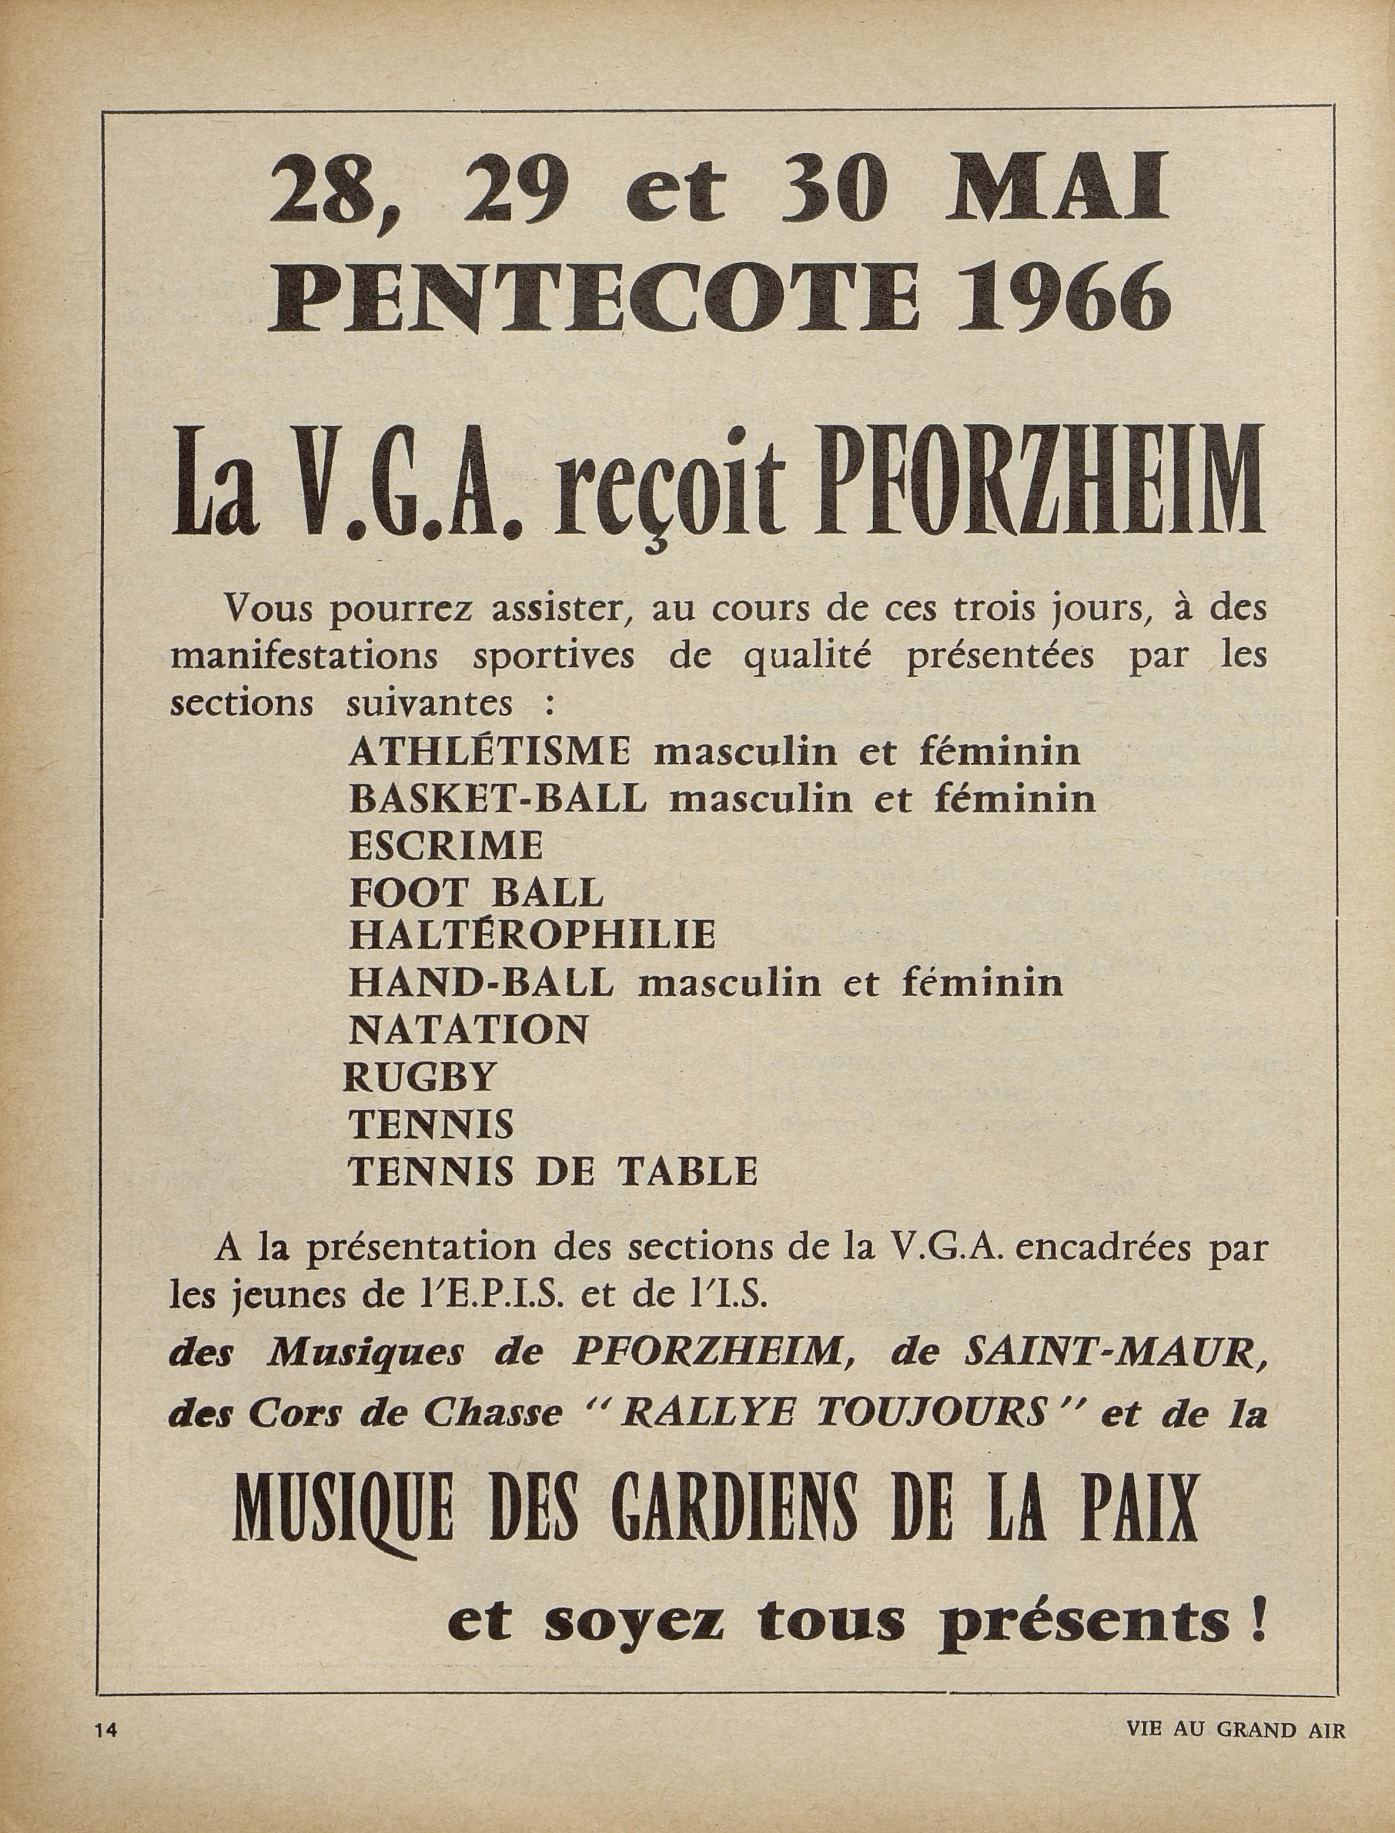 28, 29 et 30 MAI
PENTECOTE 1966
La V.G.A. reçoit PFORZHEIM
Vous pourrez assister, au cours de ces trois jours, à des
manifestations sportives de qualité présentées par les
sections suivantes :
ATHLÉTISME masculin et féminin
BASKET-BALL masculin et féminin
ESCRIME
FOOT BALL
HALTÉROPHILIE
HAND-BALL masculin et féminin
NATATION
RUGBY
TENNIS
TENNIS DE TABLE
A la présentation des sections de la V.G.A. encadrées par
les jeunes de l'E.P.I.S. et de l'I.S.
des Musiques de PFORZHEIM, de SAINT-MAUR,
des Cors de Chasse "RALLYE TOUJOURS" et de la
MUSIQUE DES GARDIENS DE LA PAIX
et soyez tous présents !
14
VIE AU GRAND AIR